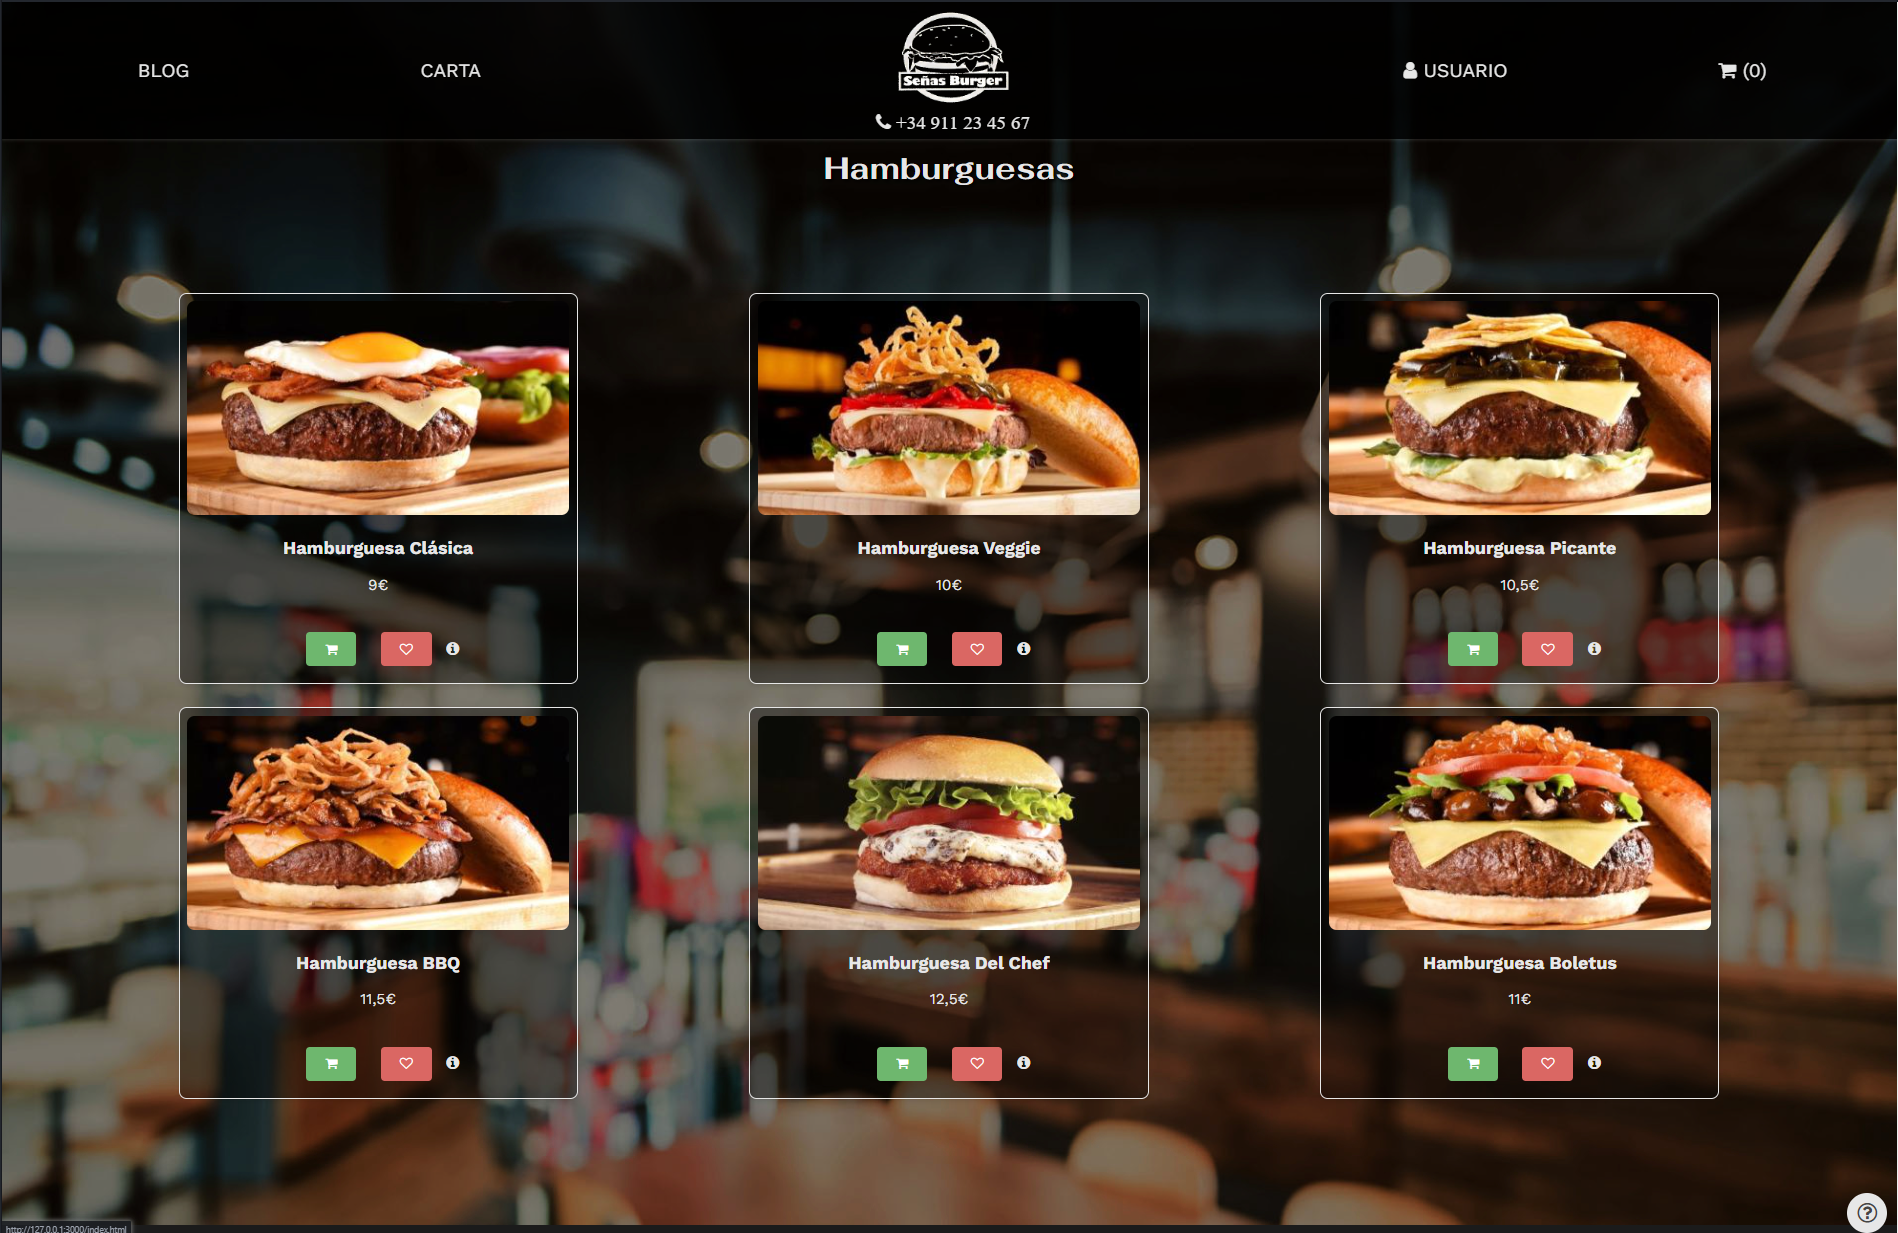 BLOG
CARTA
Señas Burger
+34 911 23 45 67
USUARIO
(0)
Hamburguesas
Hamburguesa Clásica
9€
Hamburguesa Veggie
10€
Hamburguesa Picante
10,5€
Hamburguesa BBQ
11,5€
Hamburguesa Del Chef
12,5€
Hamburguesa Boletus
11€
http://127.0.0.1:3000/index.html